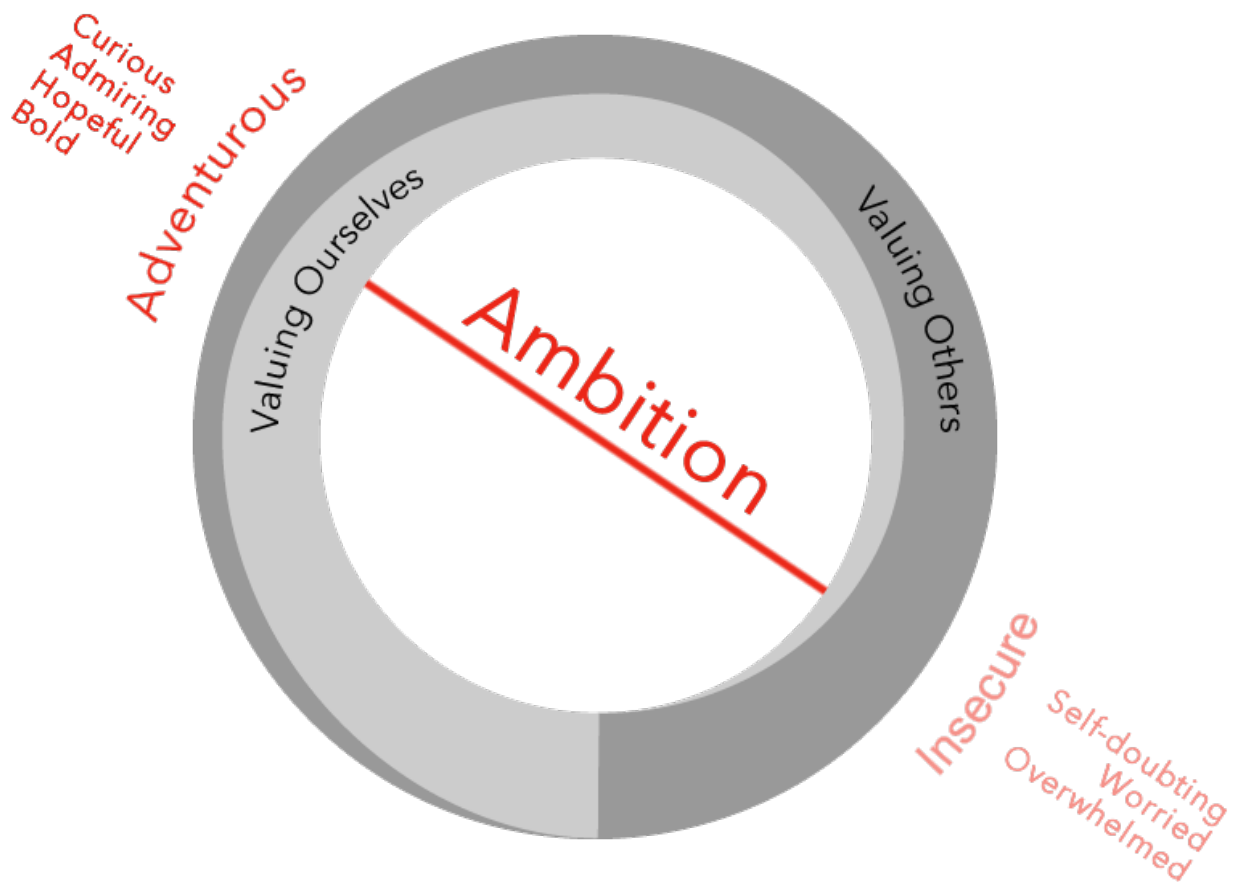 Curious
Admiring
Hopeful
Bold
Adventurous
Valuing Ourselves
Valuing Others
Ambition
Insecure
Self-doubting
Worried
Overwhelmed